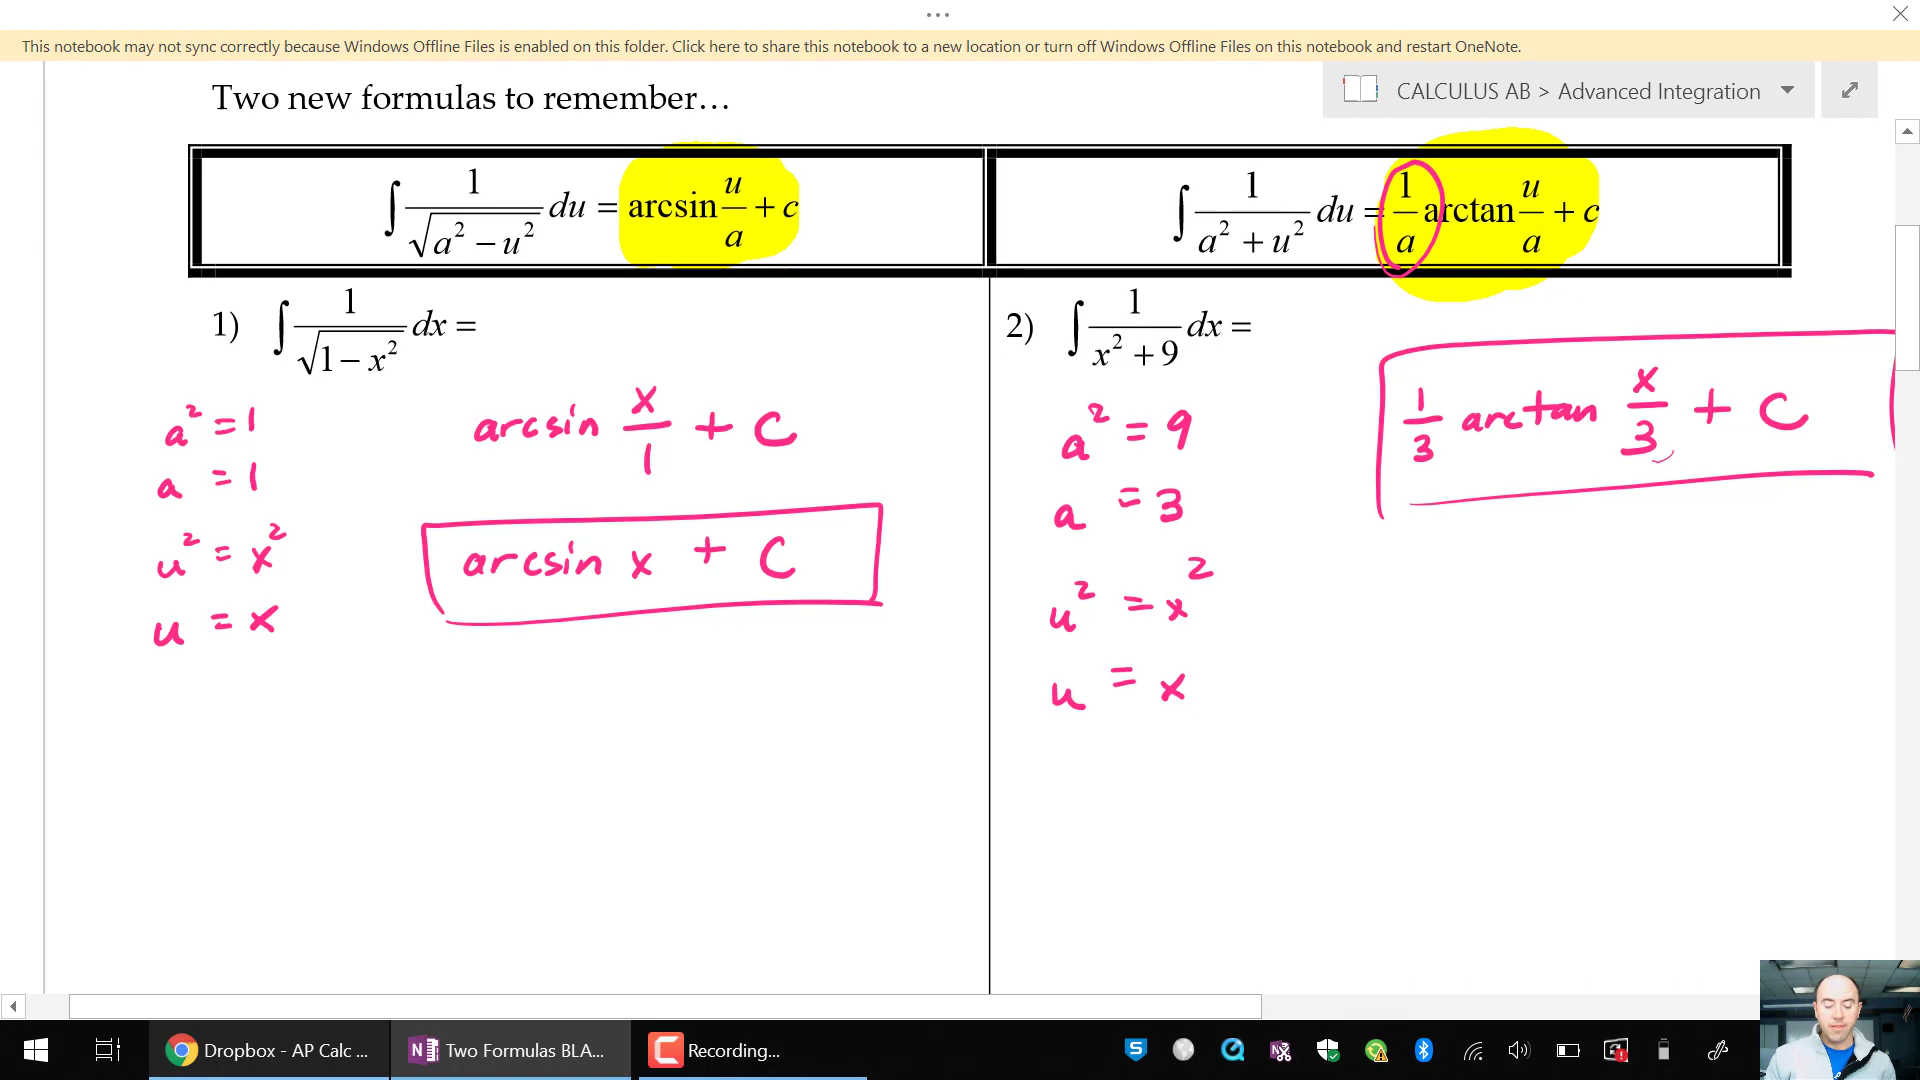 This notebook may not sync correctly because Windows Offline Files is enabled on this folder. Click here to share this notebook to a new location or turn off Windows Offline Files on this notebook and restart OneNote.
Two new formulas to remember…
CALCULUS AB > Advanced Integration
∫ 1/√(a² − u²) du = arcsin u/a + c
∫ 1/(a² + u²) du = 1/a arctan u/a + c
1) ∫ 1/√(1 − x²) dx =
a² = 1
a = 1
u² = x²
u = x
arcsin x/1 + C
arcsin x + C
2) ∫ 1/(x² + 9) dx =
a² = 9
a = 3
u² = x²
u = x
1/3 arctan x/3 + C
Dropbox - AP Calc ...
Two Formulas BLA...
Recording...